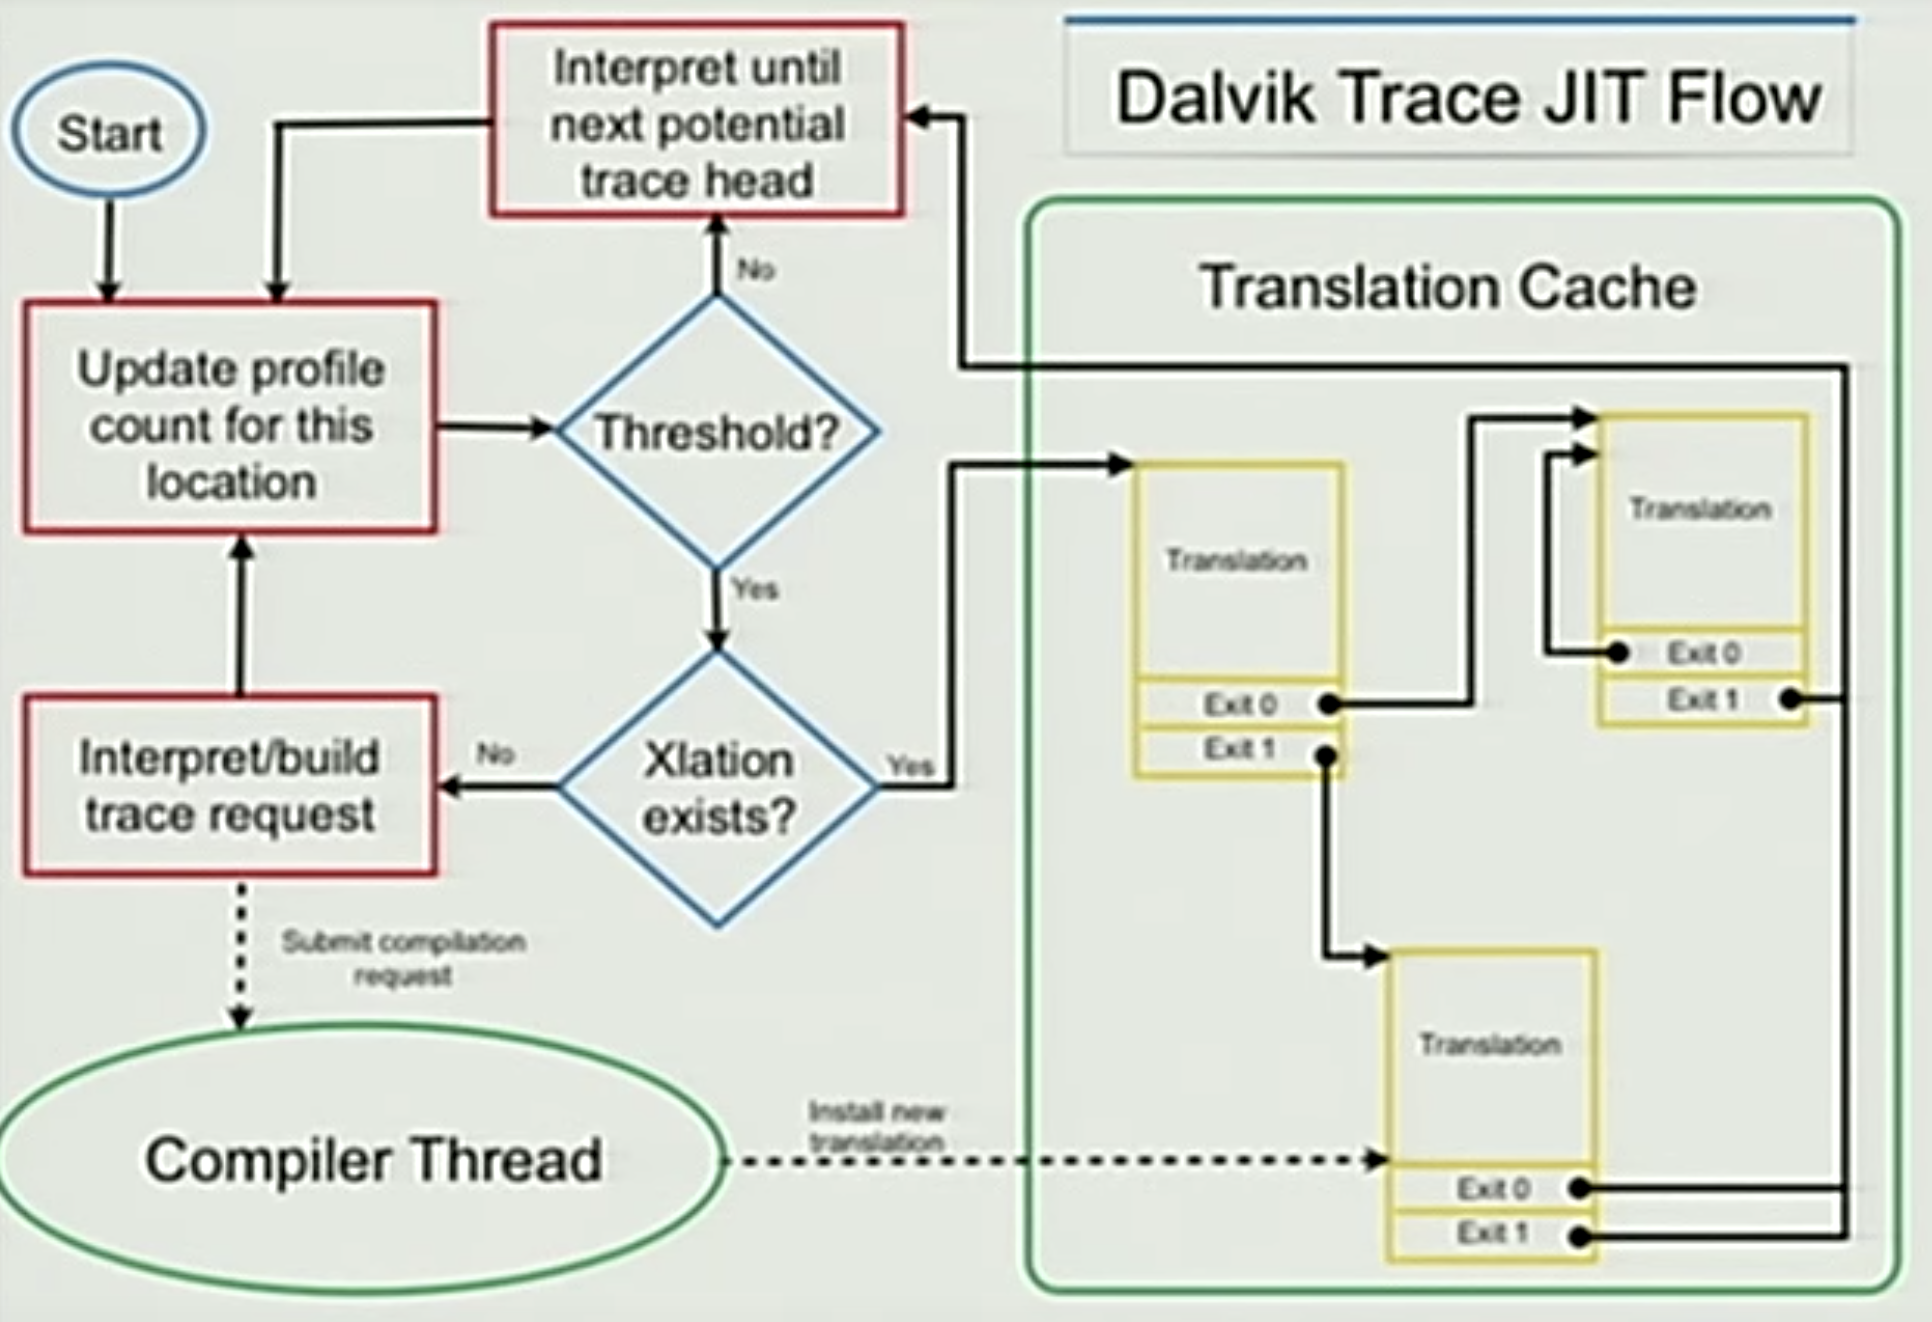 Dalvik Trace JIT Flow
Start
Interpret until
next potential
trace head
No
Update profile
count for this
location
Threshold?
Yes
Xlation
exists?
No
Yes
Interpret/build
trace request
Submit compilation
request
Compiler Thread
Install new
translation
Translation Cache
Translation
Exit 0
Exit 1
Translation
Exit 0
Exit 1
Translation
Exit 0
Exit 1